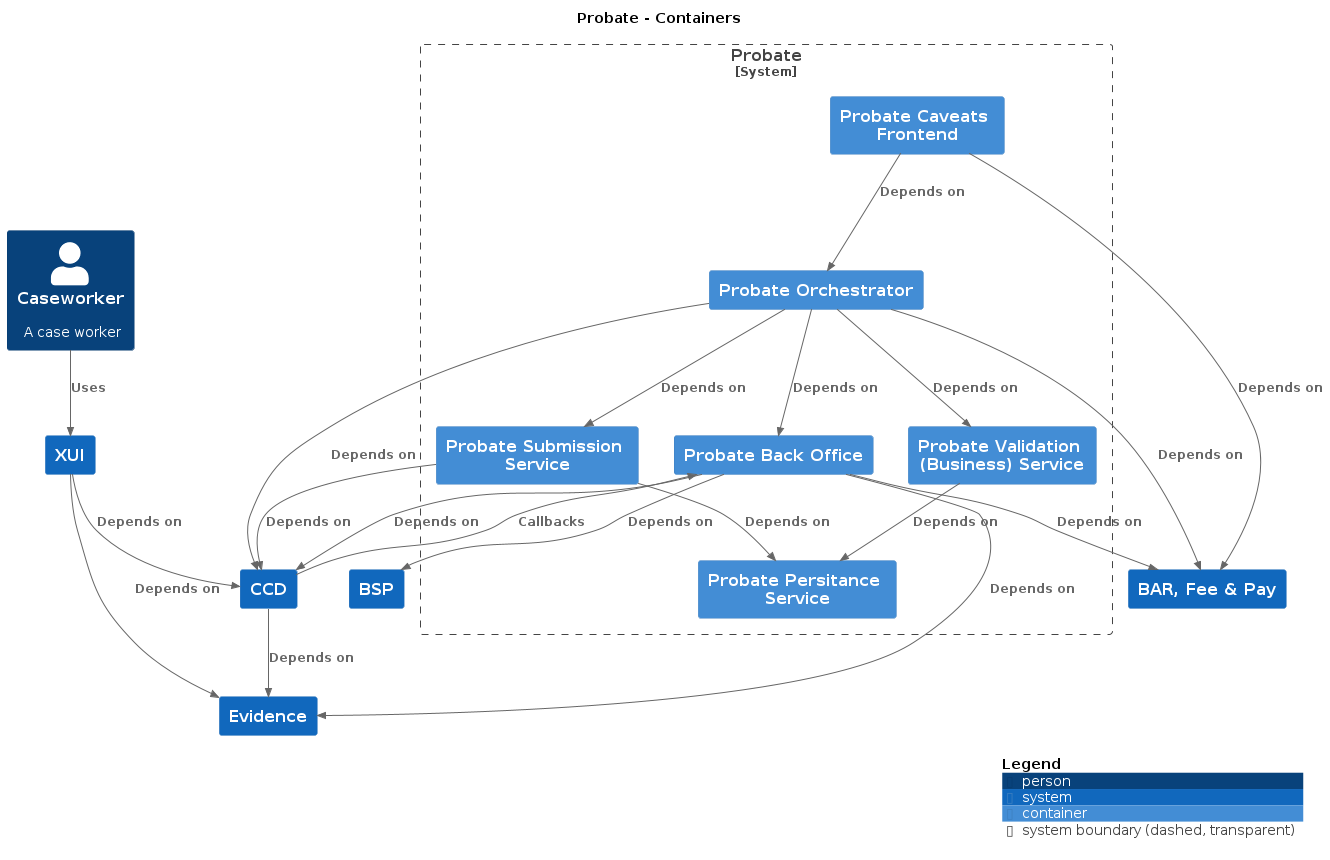 Probate - Containers
Probate
[System]
Probate Caveats
Frontend
Depends on
Caseworker
A case worker
Probate Orchestrator
Uses
Depends on
Depends on
Depends on
Depends on
XUI
Depends on
Probate Submission
Service
Probate Back Office
Probate Validation
(Business) Service
Depends on
Depends on
Depends on
Depends on
Callbacks
Depends on
Depends on
Depends on
Depends on
Depends on
CCD
BSP
Probate Persitance
Service
Depends on
BAR, Fee & Pay
Depends on
Evidence
Legend
person
system
container
system boundary (dashed, transparent)